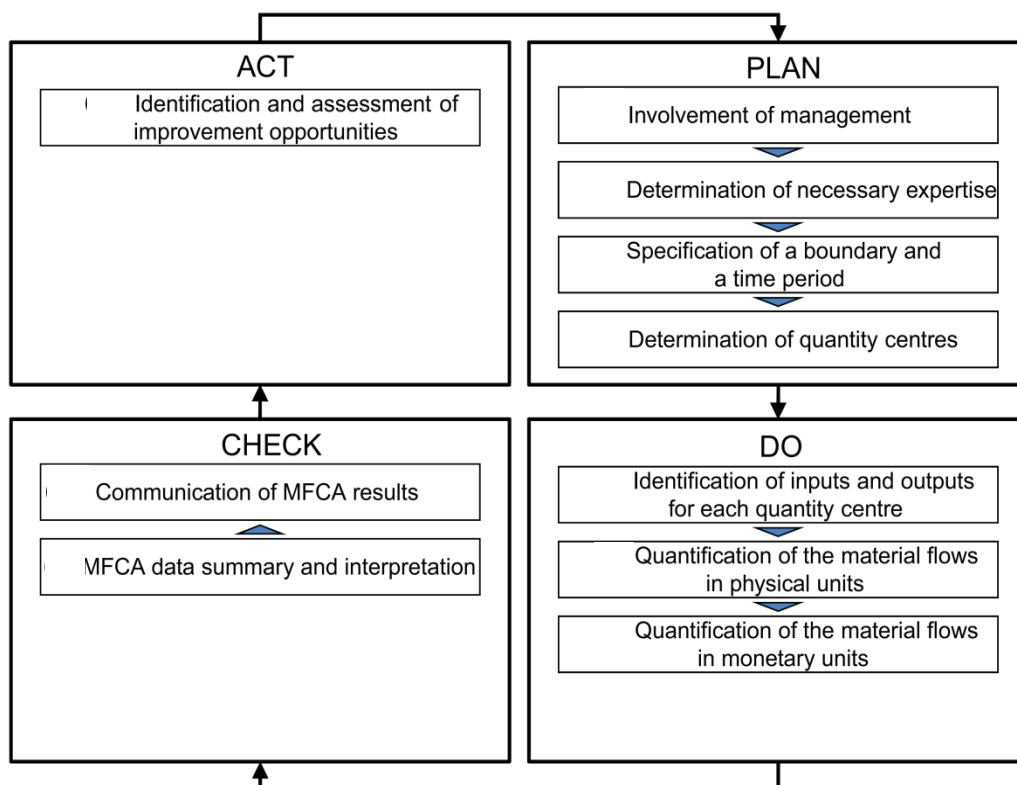 ACT
Identification and assessment of
improvement opportunities
PLAN
Involvement of management
Determination of necessary expertise
Specification of a boundary and
a time period
Determination of quantity centres
CHECK
Communication of MFCA results
MFCA data summary and interpretation
DO
Identification of inputs and outputs
for each quantity centre
Quantification of the material flows
in physical units
Quantification of the material flows
in monetary units